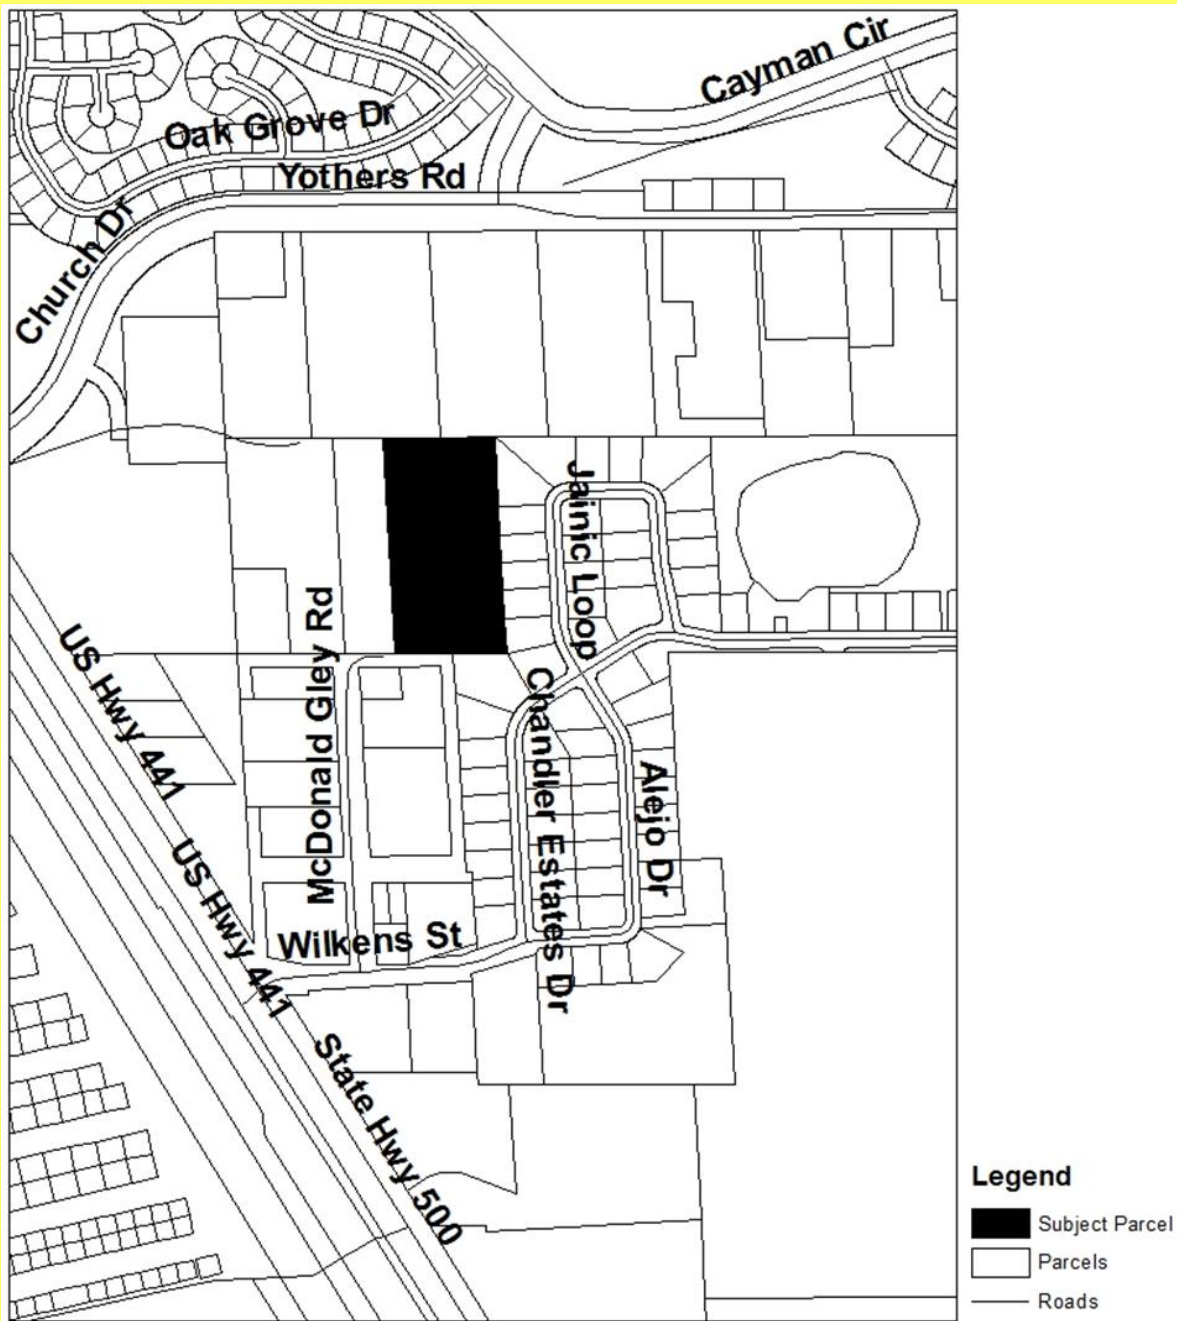 Cayman Cir
Oak Grove Dr
Yothers Rd
Church Dr
Jainic Loop
McDonald Gley Rd
US Hwy 441
Chandler Estates Dr
Alejo Dr
US Hwy 441
Wilkens St
State Hwy 500
Legend
Subject Parcel
Parcels
Roads